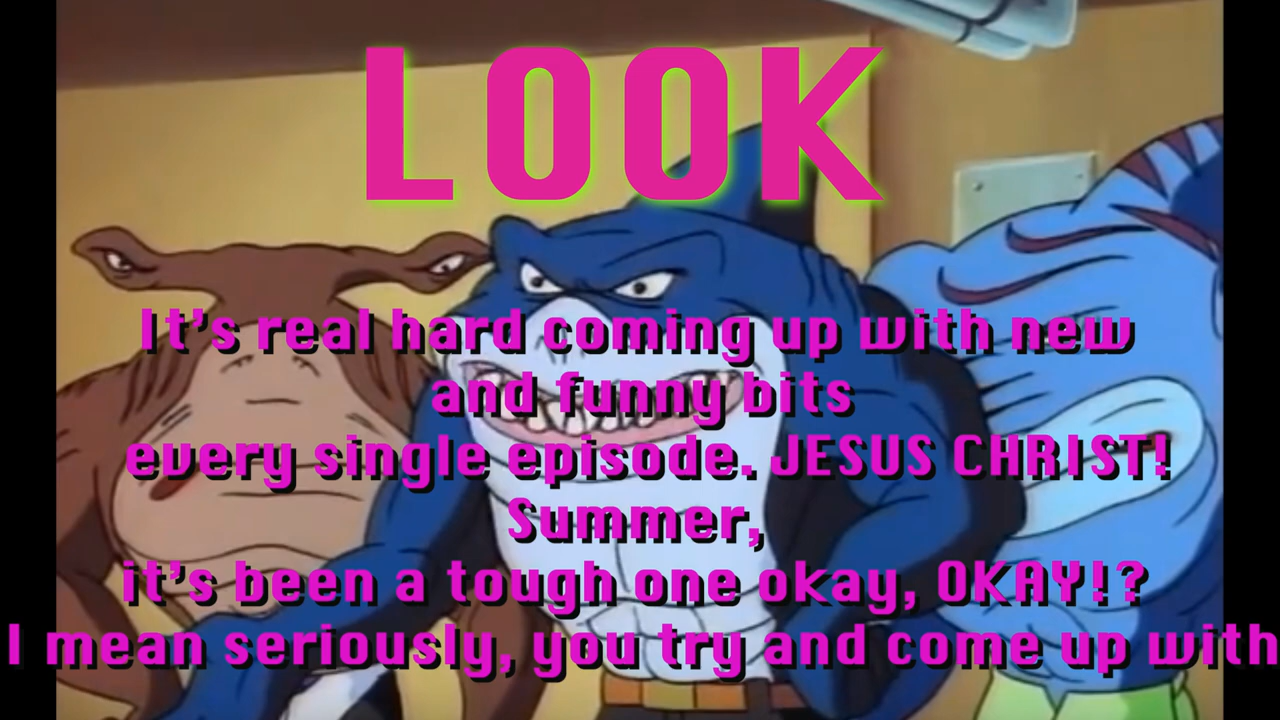 LOOK
It's real hard coming up with new
and funny bits
every single episode. JESUS CHRIST!
Summer,
it's been a tough one okay, OKAY!?
I mean seriously, you try and come up with